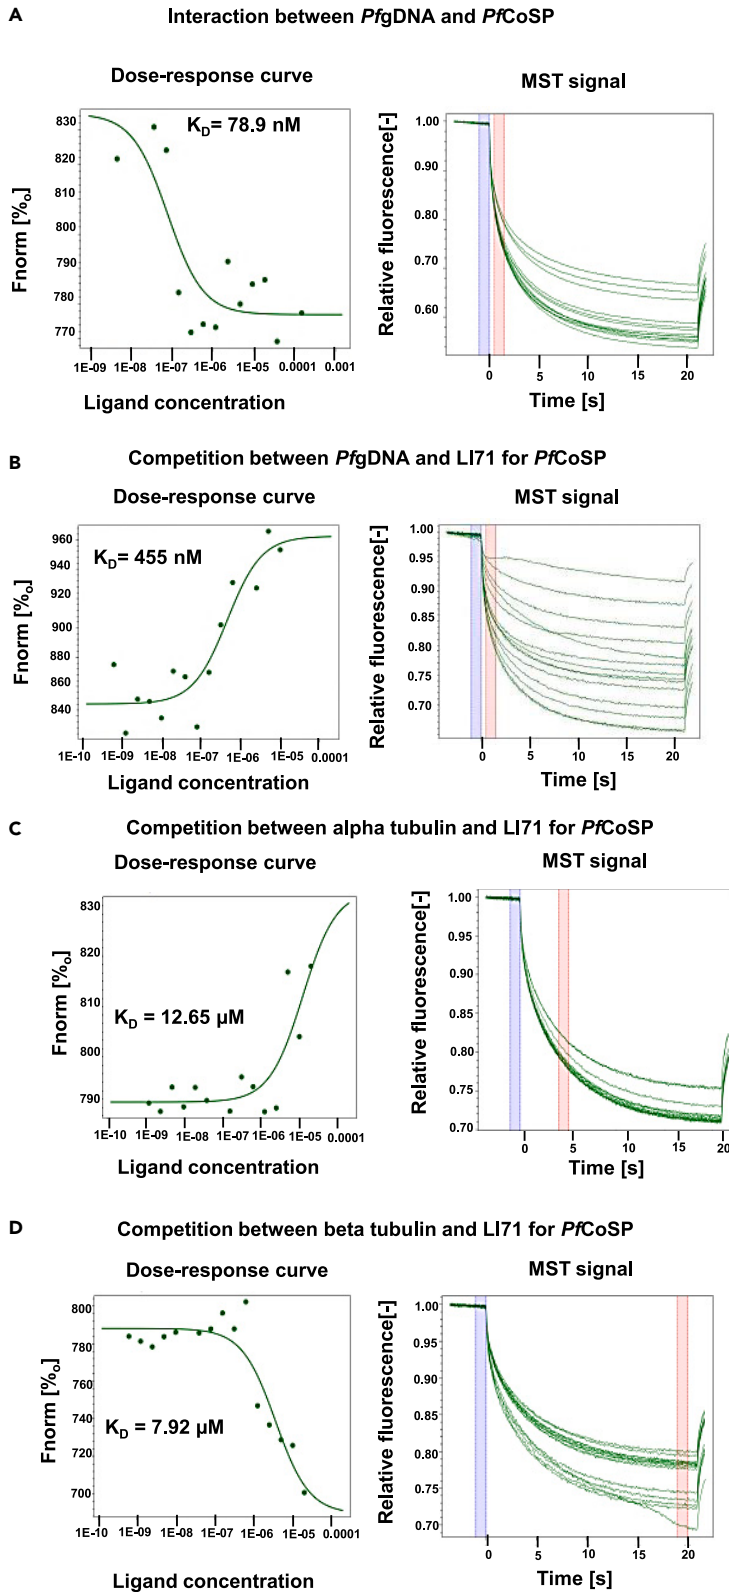 A
Interaction between PfgDNA and PfCoSP
Dose-response curve
MST signal
Fnorm [%o]
830
820
800
790
780
770
KD= 78.9 nM
1E-09 1E-08 1E-07 1E-06 1E-05 0.0001 0.001
Ligand concentration
Relative fluorescence[-]
1.00
0.90
0.80
0.70
0.60
0 5 10 15 20
Time [s]
B
Competition between PfgDNA and LI71 for PfCoSP
Dose-response curve
MST signal
Fnorm [%o]
960
940
920
900
880
860
840
KD= 455 nM
1E-10 1E-09 1E-08 1E-07 1E-06 1E-05 0.0001
Ligand concentration
Relative fluorescence[-]
1.00
0.95
0.90
0.85
0.80
0.75
0.70
0 5 10 15 20
Time [s]
C
Competition between alpha tubulin and LI71 for PfCoSP
Dose-response curve
MST signal
Fnorm [%o]
830
820
810
800
790
KD = 12.65 µM
1E-10 1E-09 1E-08 1E-07 1E-06 1E-05 0.0001
Ligand concentration
Relative fluorescence[-]
1.00
0.95
0.90
0.85
0.80
0.75
0.70
0 5 10 15 20
Time [s]
D
Competition between beta tubulin and LI71 for PfCoSP
Dose-response curve
MST signal
Fnorm [%o]
800
780
740
720
700
KD = 7.92 µM
1E-10 1E-09 1E-08 1E-07 1E-06 1E-05 0.0001
Ligand concentration
Relative fluorescence[-]
1.00
0.95
0.90
0.85
0.80
0.75
0.70
0 5 10 15 20
Time [s]